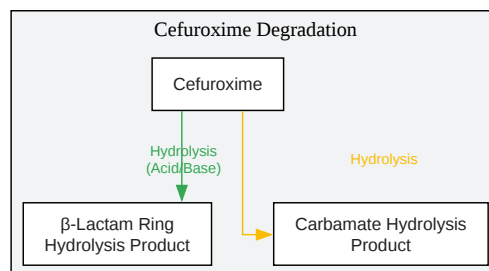 Cefuroxime Degradation
Cefuroxime
Hydrolysis
(Acid/Base)
Hydrolysis
β-Lactam Ring
Hydrolysis Product
Carbamate Hydrolysis
Product